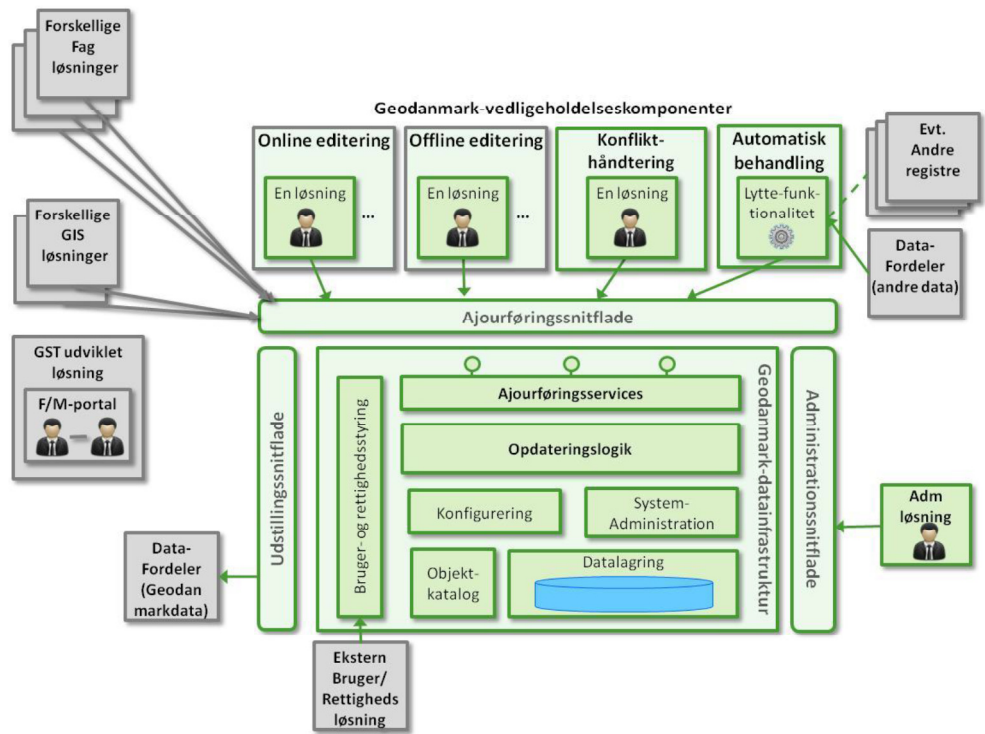 Forskellige
Fag
løsninger
Geodanmark-vedligeholdelseskomponenter
Online editering
En løsning
...
Offline editering
En løsning
...
Konflikt-
håndtering
En løsning
Automatisk
behandling
Lytte-funk-
tionalitet
Evt.
Andre
registre
Forskellige
GIS
løsninger
Data-
Fordeler
(andre data)
Ajourføringssnitflade
GST udviklet
løsning
F/M-portal
Udstillingssnitflade
Bruger- og rettighedsstyring
Ajourføringsservices
Opdateringslogik
Konfigurering
System-
Administration
Objekt-
katalog
Datalagring
Geodanmark-datainfrastruktur
Administrationssnitflade
Adm
løsning
Data-
Fordeler
(Geodan
markdata)
Ekstern
Bruger/
Rettigheds
løsning